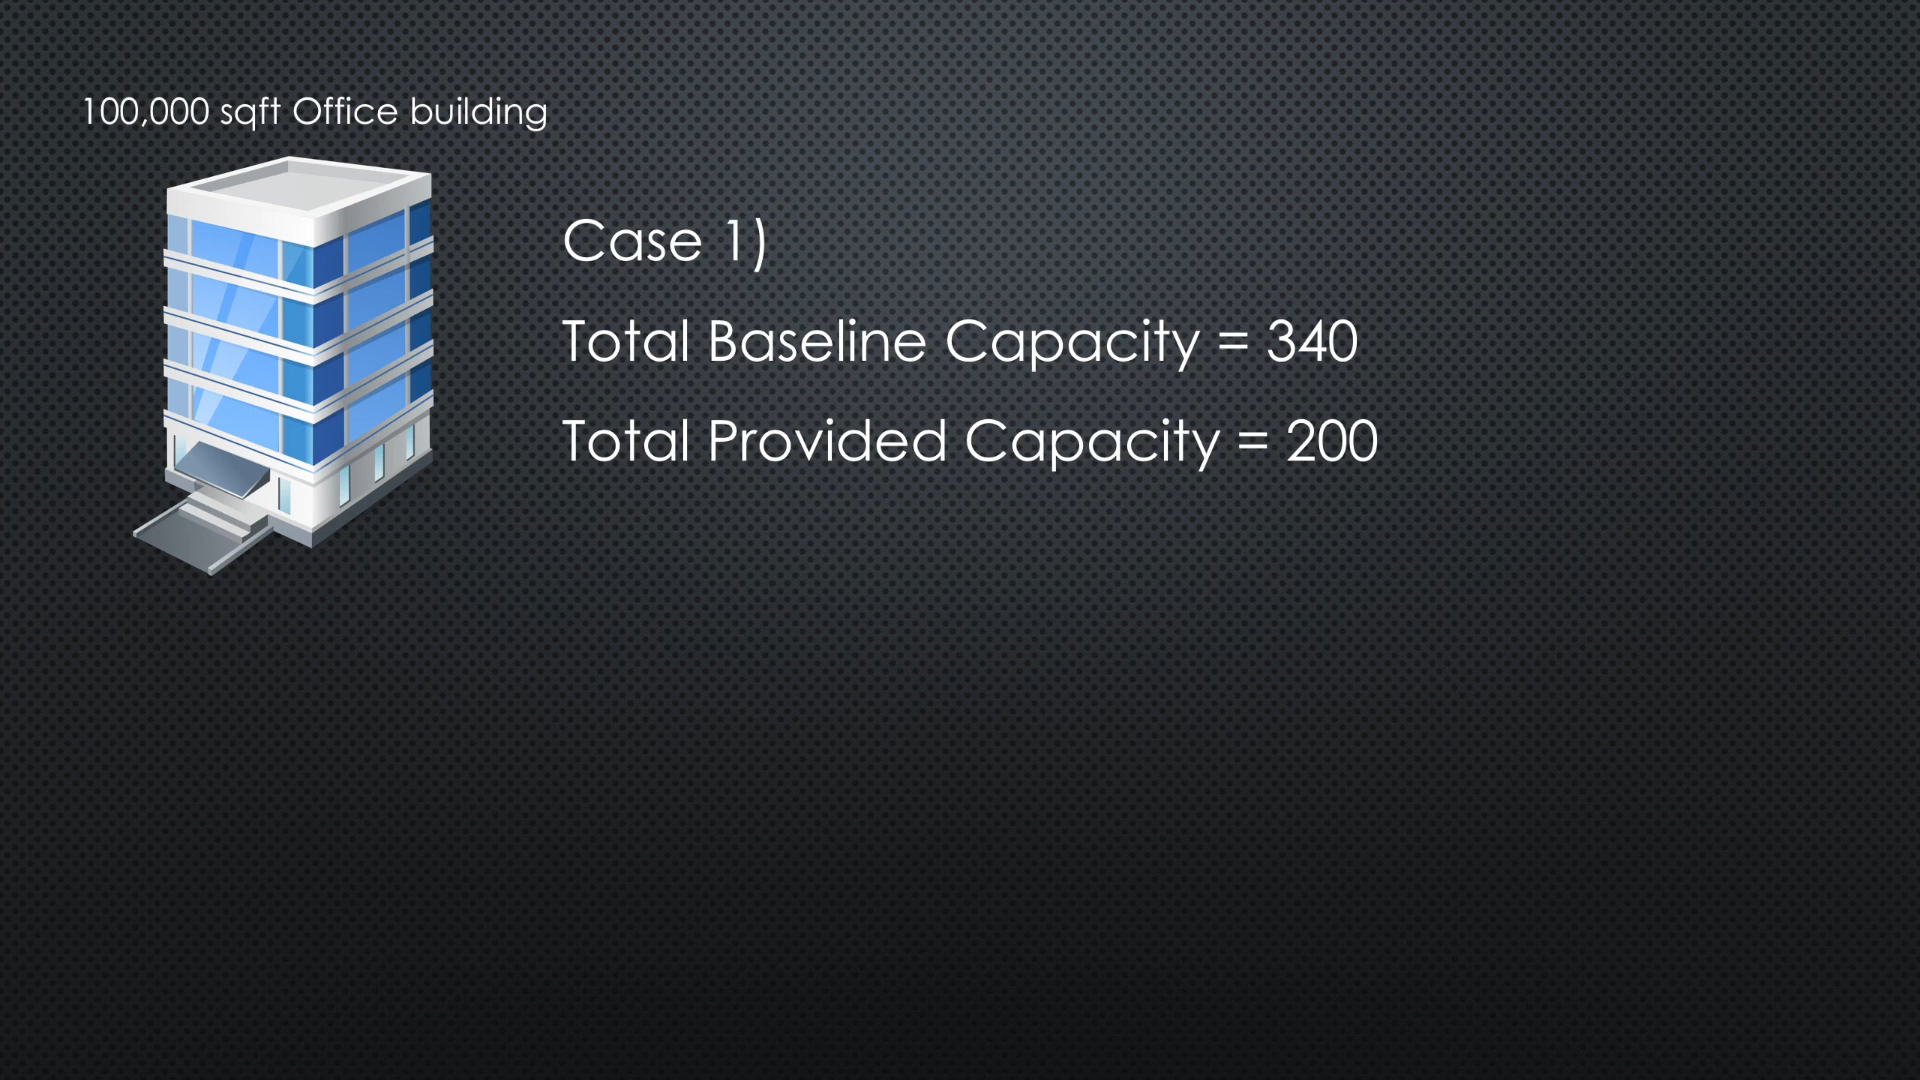 100,000 sqft Office building
Case 1)
Total Baseline Capacity = 340
Total Provided Capacity = 200